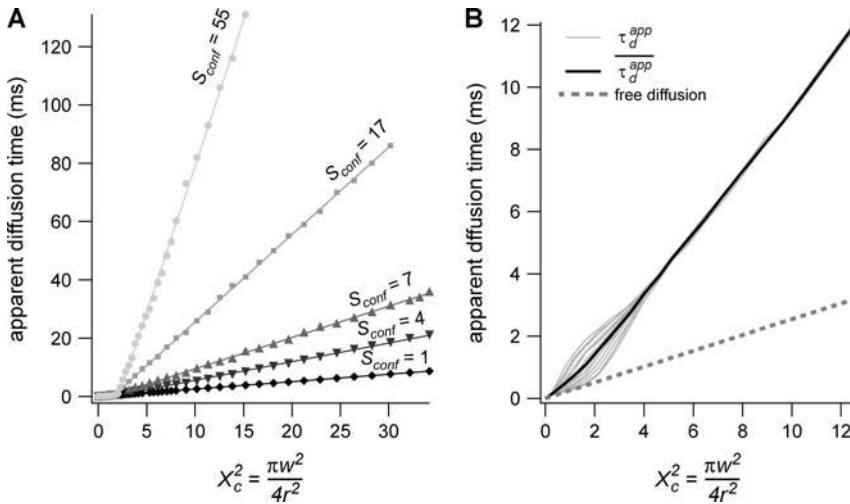 A
apparent diffusion time (ms)
120
100
80
60
40
20
0
S_conf = 55
S_conf = 17
S_conf = 7
S_conf = 4
S_conf = 1
0 5 10 15 20 25 30
X_c^2 = πw^2 / 4r^2
B
apparent dffusion time (ms)
12
10
8
6
4
2
0
τ_d^app
τ_d^app
free diffusion
0 2 4 6 8 10 12
X_c^2 = πw^2 / 4r^2